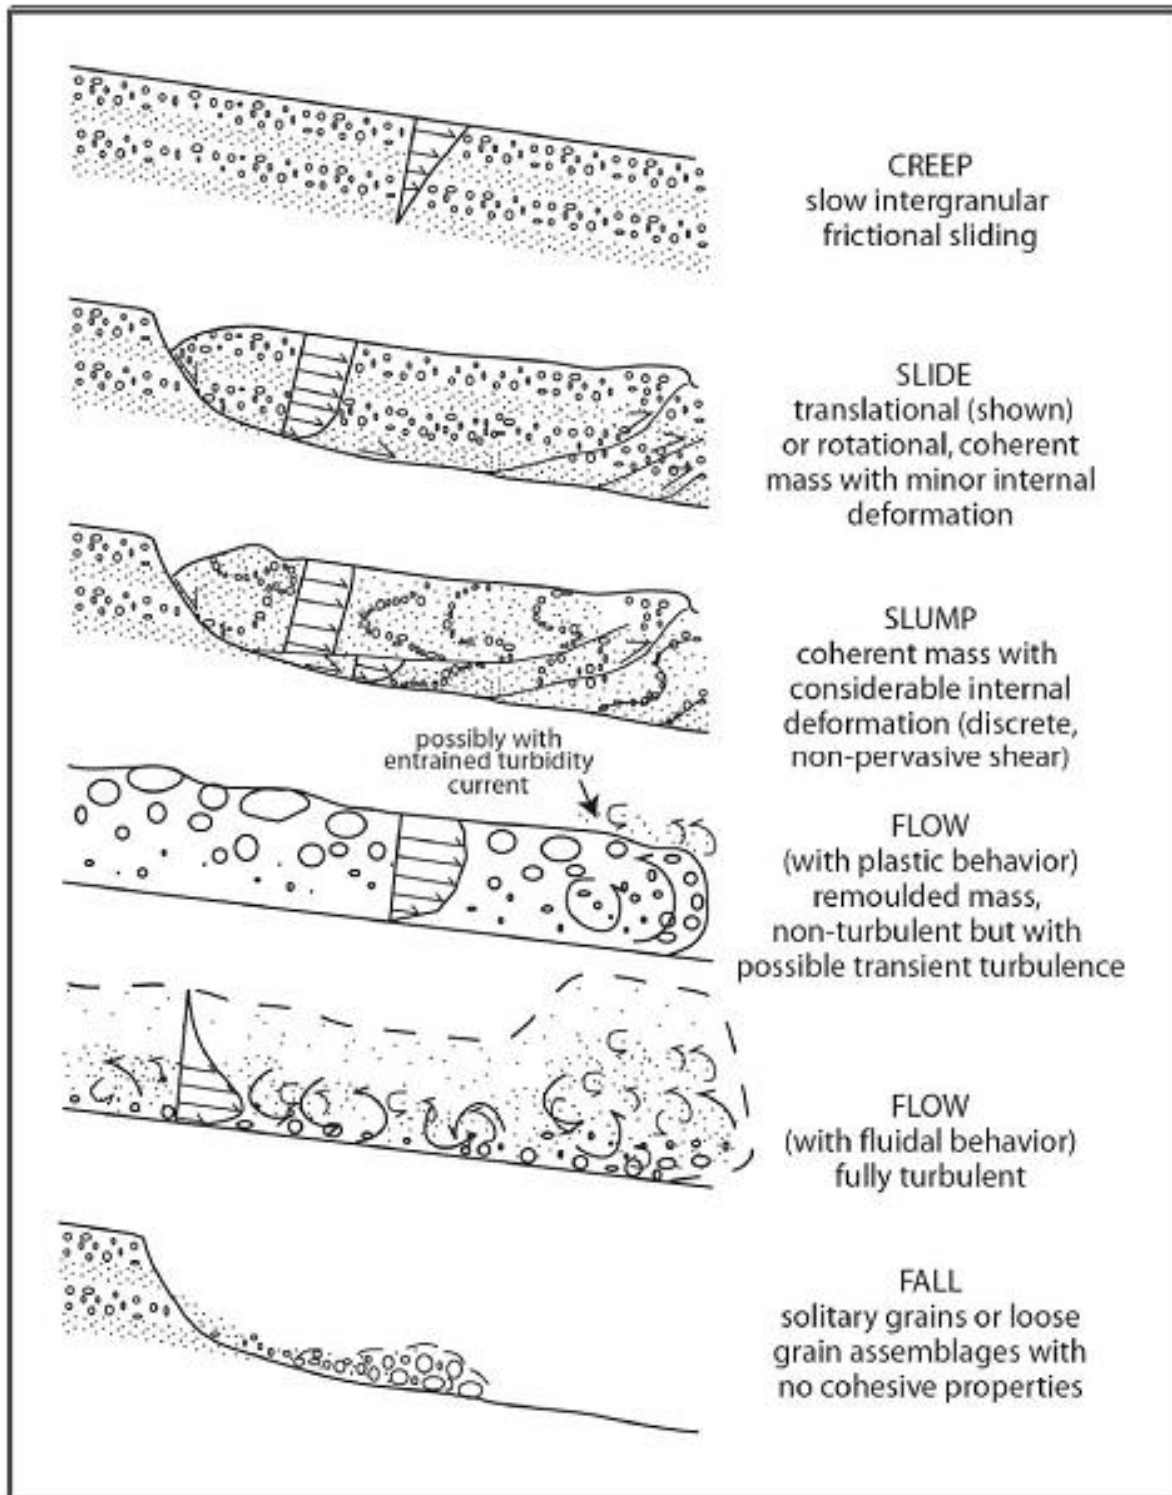 CREEP
slow intergranular
frictional sliding
SLIDE
translational (shown)
or rotational, coherent
mass with minor internal
deformation
SLUMP
coherent mass with
considerable internal
deformation (discrete,
non-pervasive shear)
possibly with
entrained turbidity
current
FLOW
(with plastic behavior)
remoulded mass,
non-turbulent but with
possible transient turbulence
FLOW
(with fluidal behavior)
fully turbulent
FALL
solitary grains or loose
grain assemblages with
no cohesive properties